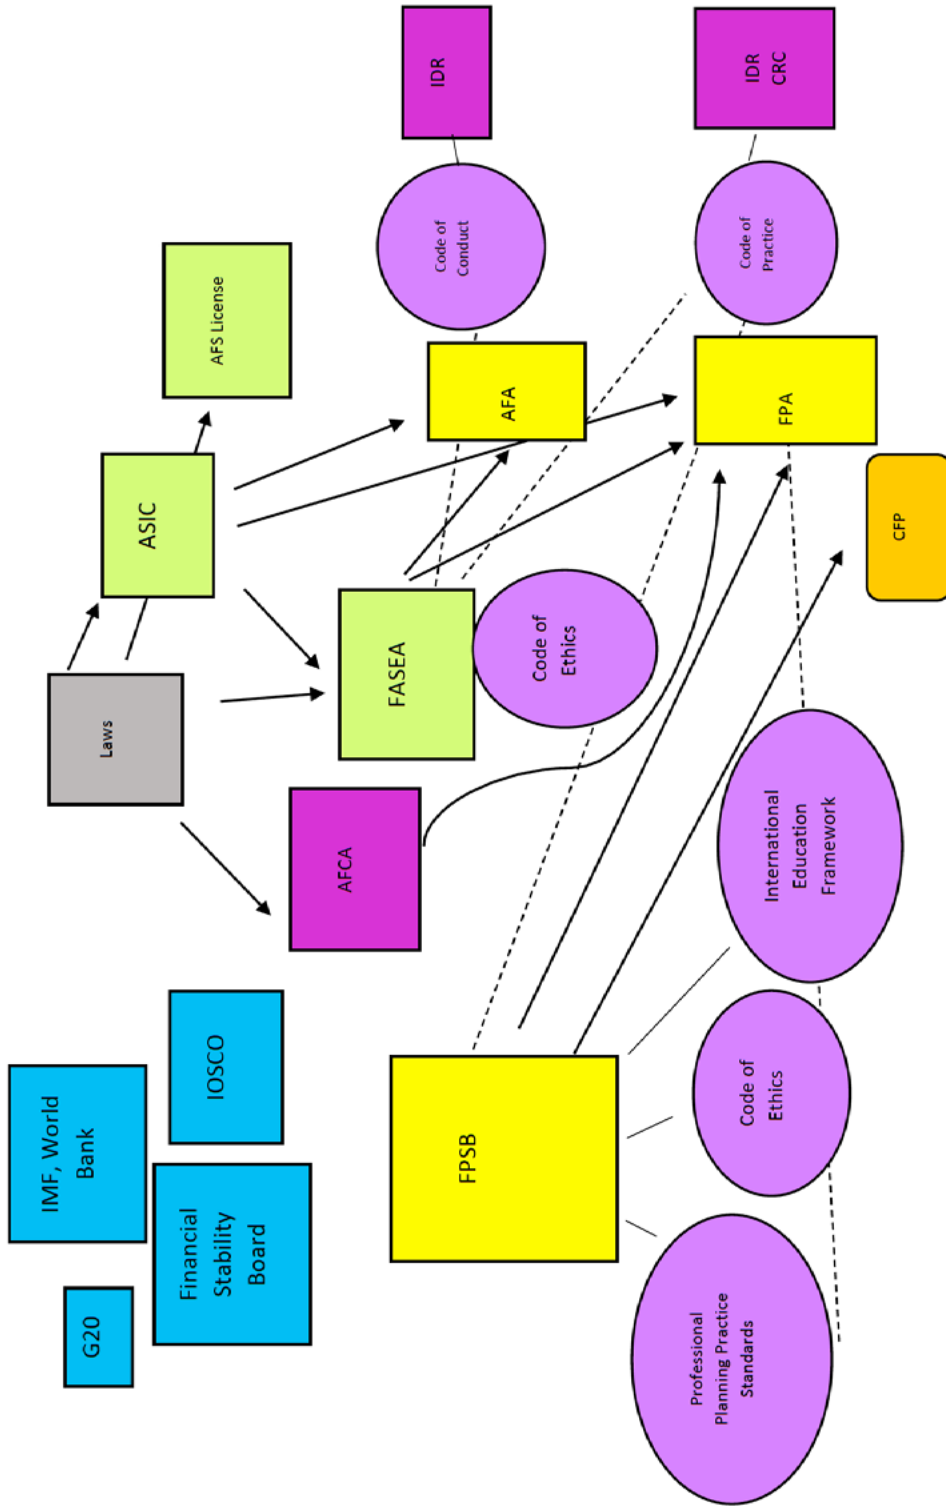 G20
IMF, World
Bank
Laws
ASIC
Financial
Stability
Board
IOSCO
AFS License
AFCA
FASEA
IDR
Code of
Conduct
FPSB
AFA
Code of
Ethics
Professional
Planning Practice
Standards
Code of
Ethics
International
Education
Framework
FPA
Code of
Practice
IDR
CRC
CFP